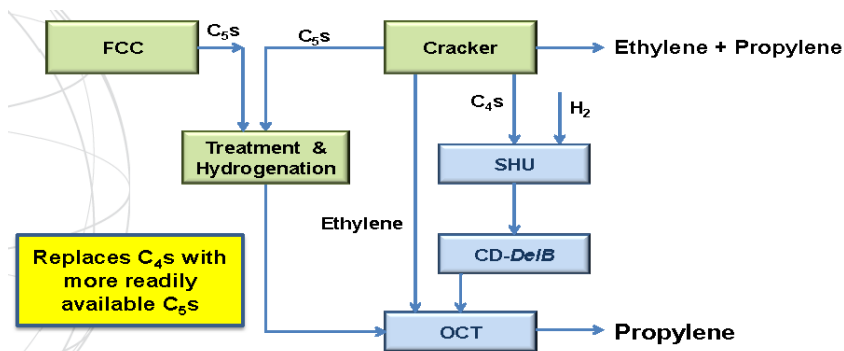 FCC
C₅s
C₅s
Cracker
Ethylene + Propylene
C₄s
H₂
Treatment &
Hydrogenation
SHU
Ethylene
CD-DeIB
Replaces C₄s with
more readily
available C₅s
OCT
Propylene